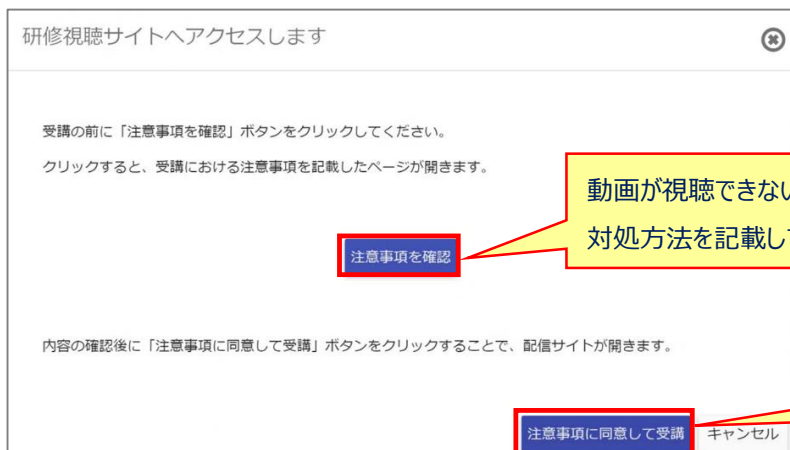 研修視聴サイトへアクセスします
受講の前に「注意事項を確認」ボタンをクリックしてください。
クリックすると、受講における注意事項を記載したページが開きます。
動画が視聴できない
対処方法を記載し
注意事項を確認
内容の確認後に「注意事項に同意して受講」ボタンをクリックすることで、配信サイトが開きます。
注意事項に同意して受講
キャンセル